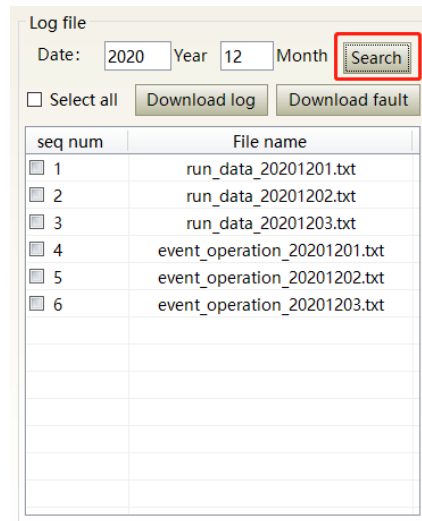 Log file
Date: 2020 Year 12 Month Search
Select all Download log Download fault
seq num File name
1 run_data_20201201.txt
2 run_data_20201202.txt
3 run_data_20201203.txt
4 event_operation_20201201.txt
5 event_operation_20201202.txt
6 event_operation_20201203.txt